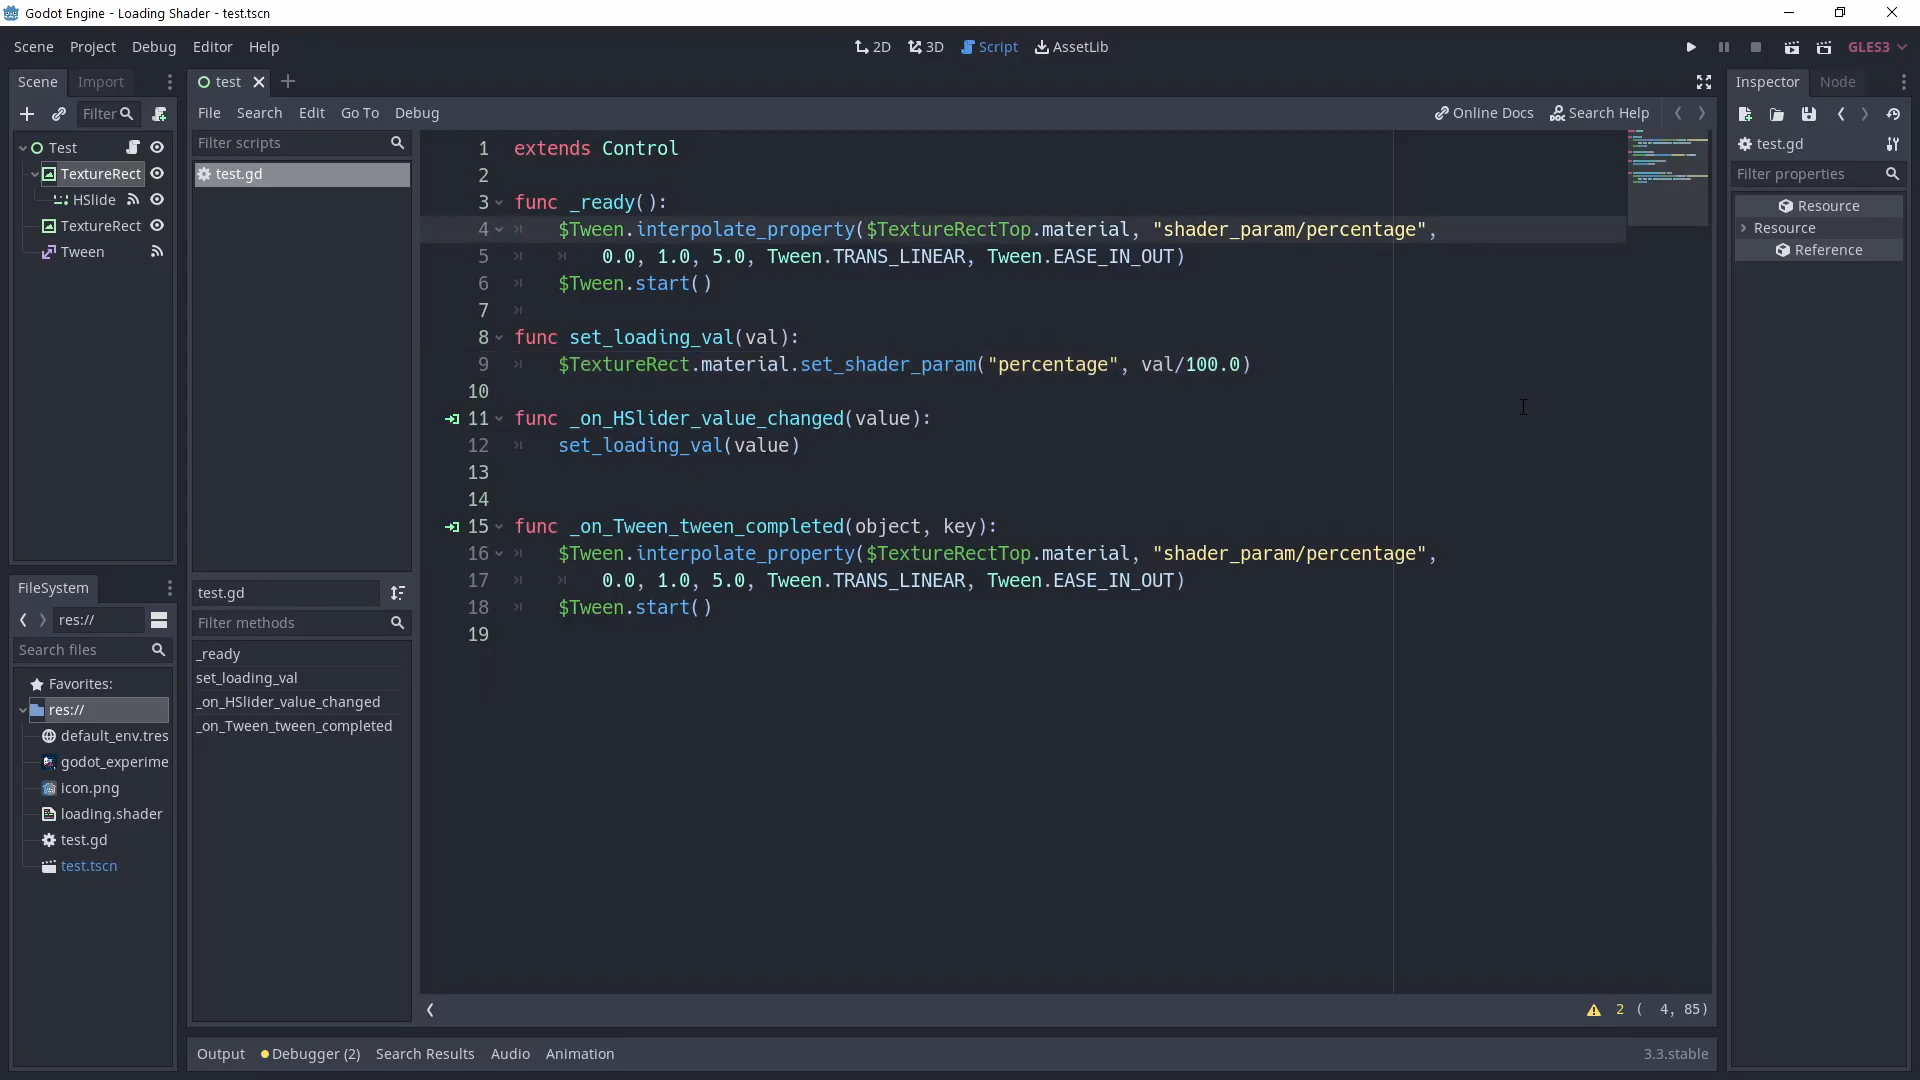 Godot Engine - Loading Shader - test.tscn
Scene Project Debug Editor Help
2D 3D Script AssetLib
GLES3
Scene Import
test
Inspector Node
Filter
File Search Edit Go To Debug
Online Docs Search Help
Test
TextureRect
HSlide
TextureRect
Tween
Filter scripts
test.gd
1 extends Control
2
3 func _ready():
4 $Tween.interpolate_property($TextureRectTop.material, "shader_param/percentage",
5 0.0, 1.0, 5.0, Tween.TRANS_LINEAR, Tween.EASE_IN_OUT)
6 $Tween.start()
7
8 func set_loading_val(val):
9 $TextureRect.material.set_shader_param("percentage", val/100.0)
10
11 func _on_HSlider_value_changed(value):
12 set_loading_val(value)
13
14
15 func _on_Tween_tween_completed(object, key):
16 $Tween.interpolate_property($TextureRectTop.material, "shader_param/percentage",
17 0.0, 1.0, 5.0, Tween.TRANS_LINEAR, Tween.EASE_IN_OUT)
18 $Tween.start()
19
test.gd
Filter properties
Resource
Resource
Reference
FileSystem
res://
Search files
Favorites:
res://
default_env.tres
godot_experime
icon.png
loading.shader
test.gd
test.tscn
test.gd
Filter methods
_ready
set_loading_val
_on_HSlider_value_changed
_on_Tween_tween_completed
2 ( 4, 85)
Output Debugger (2) Search Results Audio Animation
3.3.stable